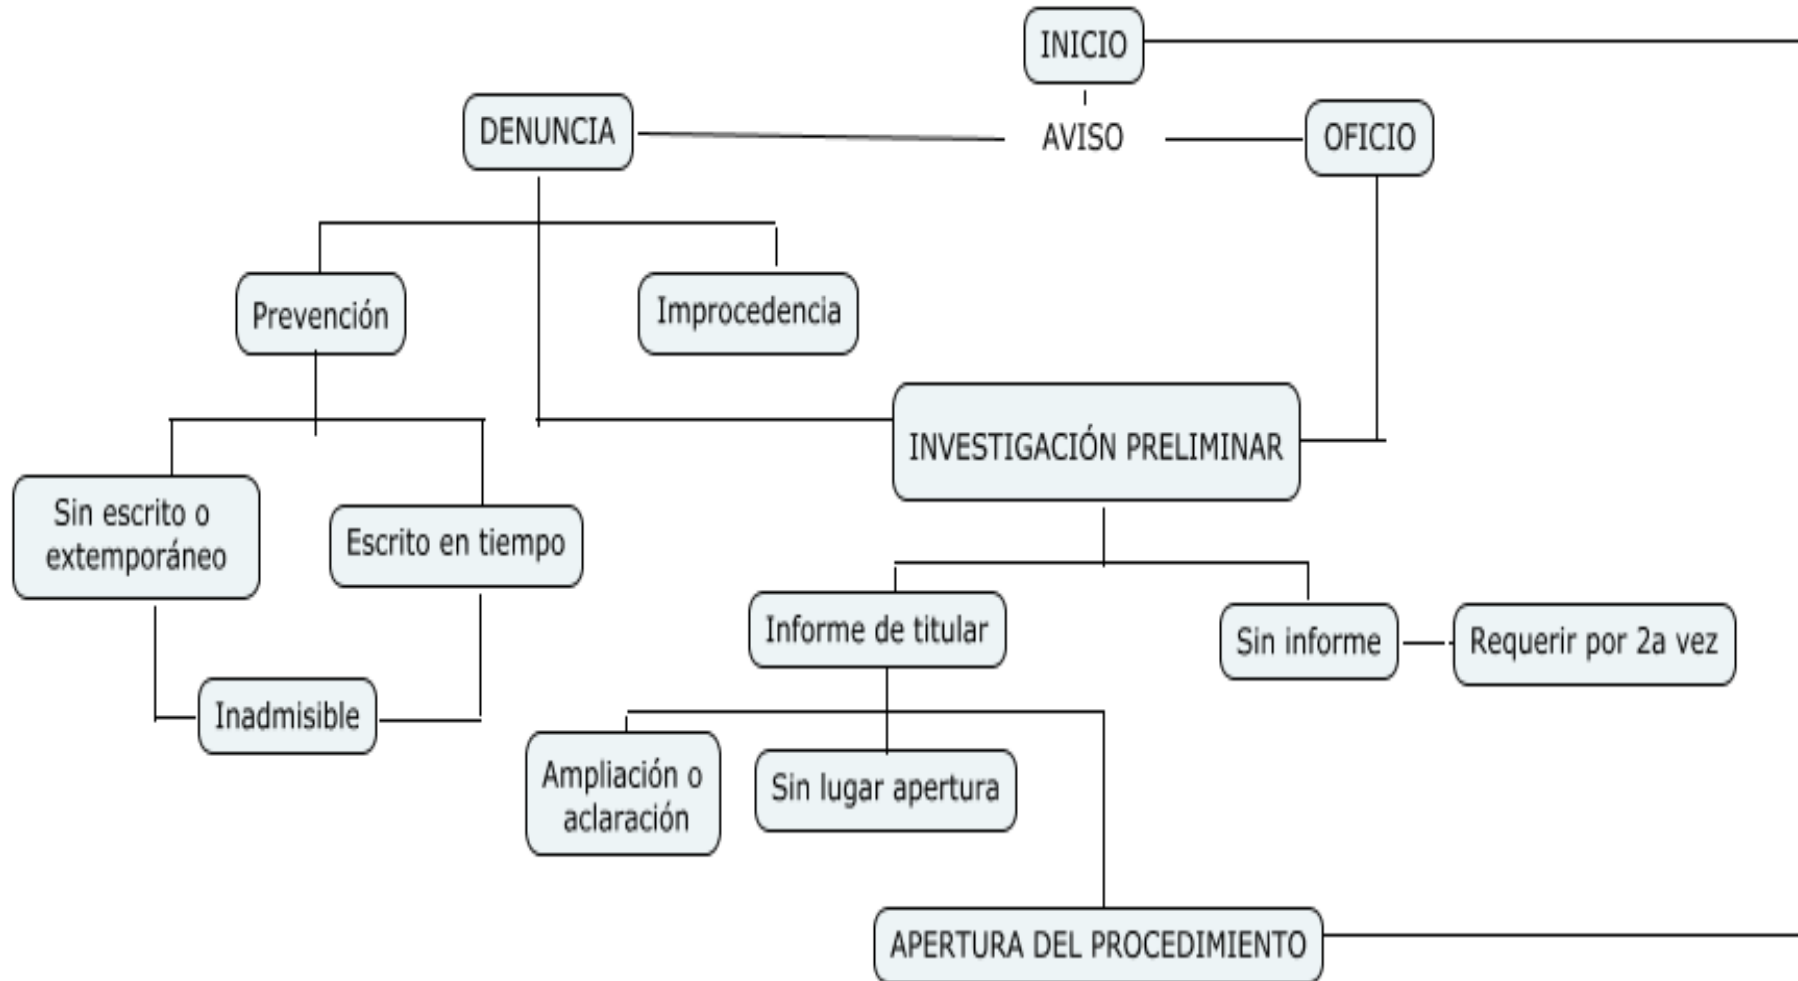 INICIO
DENUNCIA
AVISO
OFICIO
Prevención
Improcedencia
INVESTIGACIÓN PRELIMINAR
Sin escrito o
extemporáneo
Escrito en tiempo
Informe de titular
Sin informe
Requerir por 2a vez
Inadmisible
Ampliación o
aclaración
Sin lugar apertura
APERTURA DEL PROCEDIMIENTO